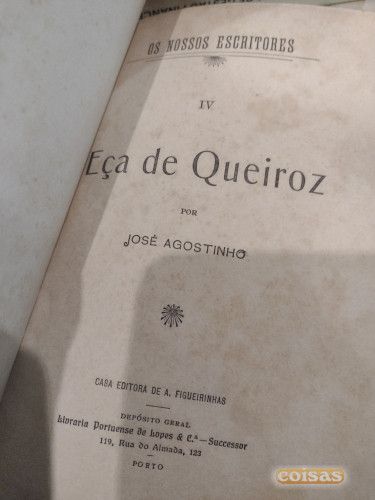 OS NOSSOS ESCRITORES
IV
Eça de Queiroz
POR
JOSÉ AGOSTINHO
CASA EDITORA DE A. FIGUEIRINHAS
DEPÓSITO GERAL
Livraria Portuense de Lopes & C.ª—Successor
119, Rua do Almada, 123
PORTO
coisas